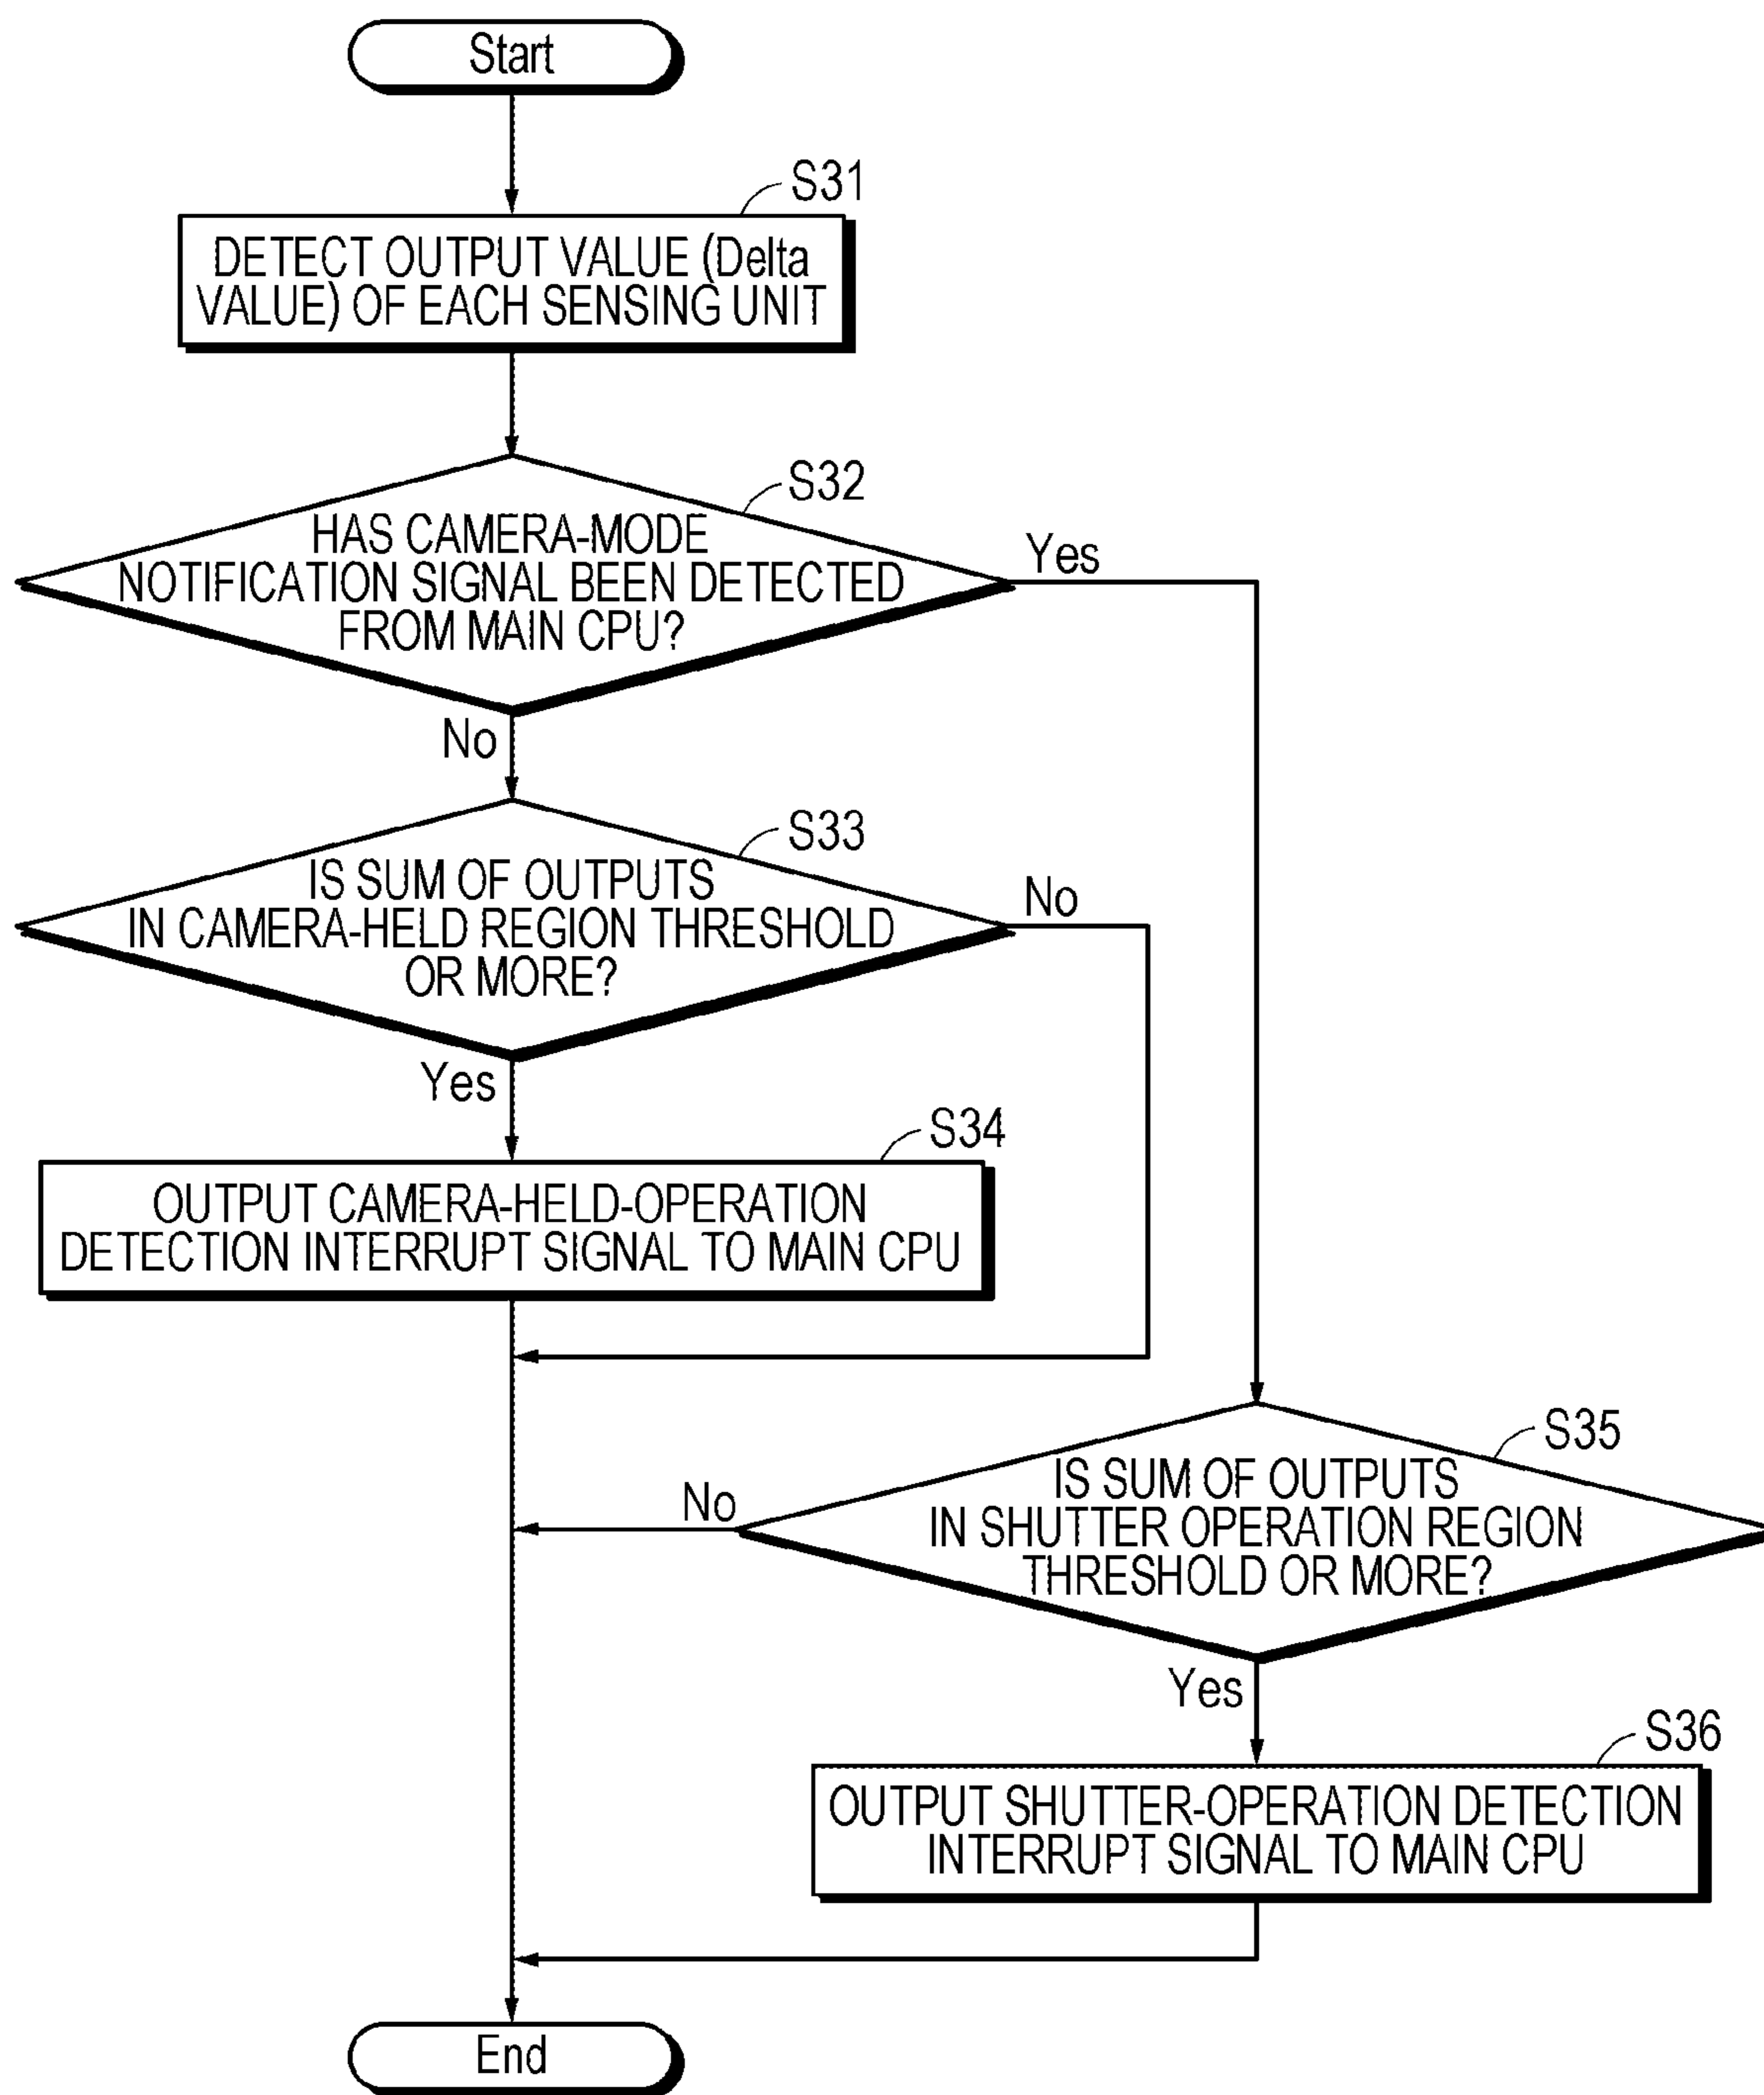 Start
S31
DETECT OUTPUT VALUE (Delta
VALUE) OF EACH SENSING UNIT
S32
HAS CAMERA-MODE
NOTIFICATION SIGNAL BEEN DETECTED
FROM MAIN CPU?
Yes
No
S33
IS SUM OF OUTPUTS
IN CAMERA-HELD REGION THRESHOLD
OR MORE?
No
Yes
S34
OUTPUT CAMERA-HELD-OPERATION
DETECTION INTERRUPT SIGNAL TO MAIN CPU
S35
IS SUM OF OUTPUTS
IN SHUTTER OPERATION REGION
THRESHOLD OR MORE?
No
Yes
S36
OUTPUT SHUTTER-OPERATION DETECTION
INTERRUPT SIGNAL TO MAIN CPU
End